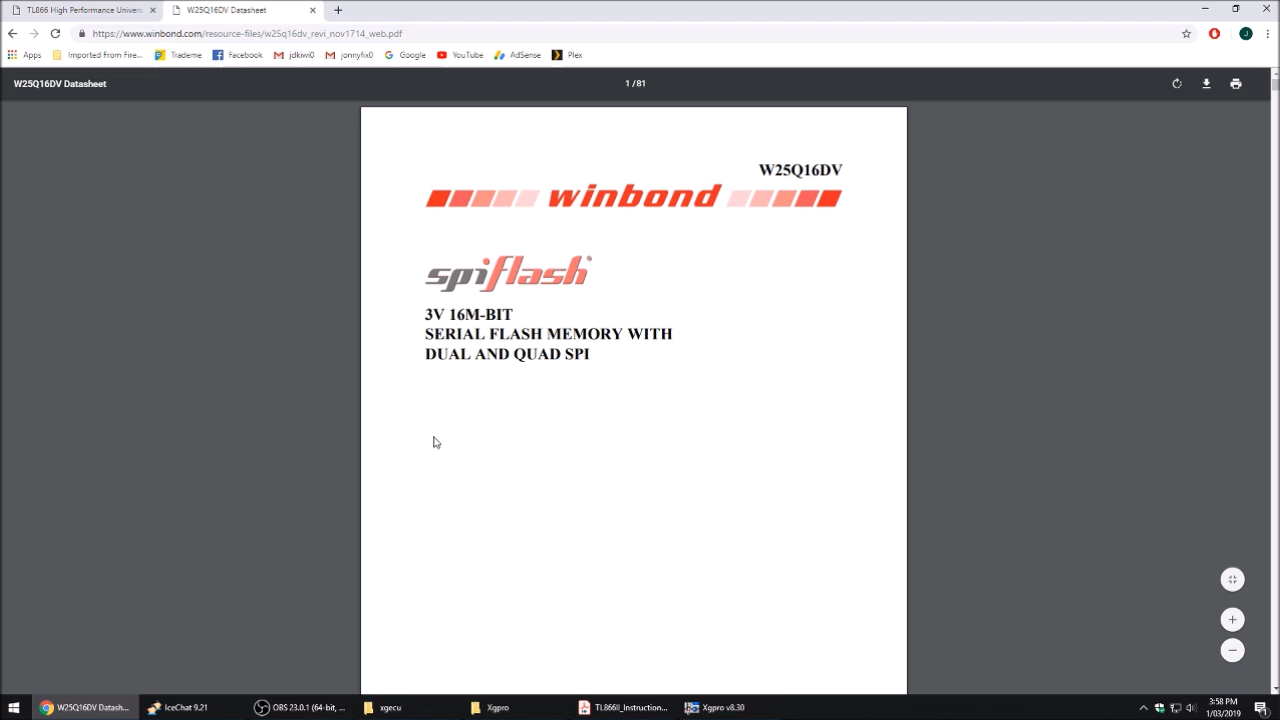 TL866 High Performance Univers
W25Q16DV Datasheet
https://www.winbond.com/resource-files/w25q16dv_revi_nov1714_web.pdf
J
Apps
Imported From Fire...
Trademe
Facebook
jdkiwi0
jonnyfix0
Google
YouTube
AdSense
Plex
W25Q16DV Datasheet
1 / 81
W25Q16DV
winbond
spiflash
3V 16M-BIT
SERIAL FLASH MEMORY WITH
DUAL AND QUAD SPI
W25Q16DV Datash...
IceChat 9.21
OBS 23.0.1 (64-bit, ...
xgecu
Xgpro
TL866II_Instruction...
Xgpro v8.30
3:58 PM
1/03/2019